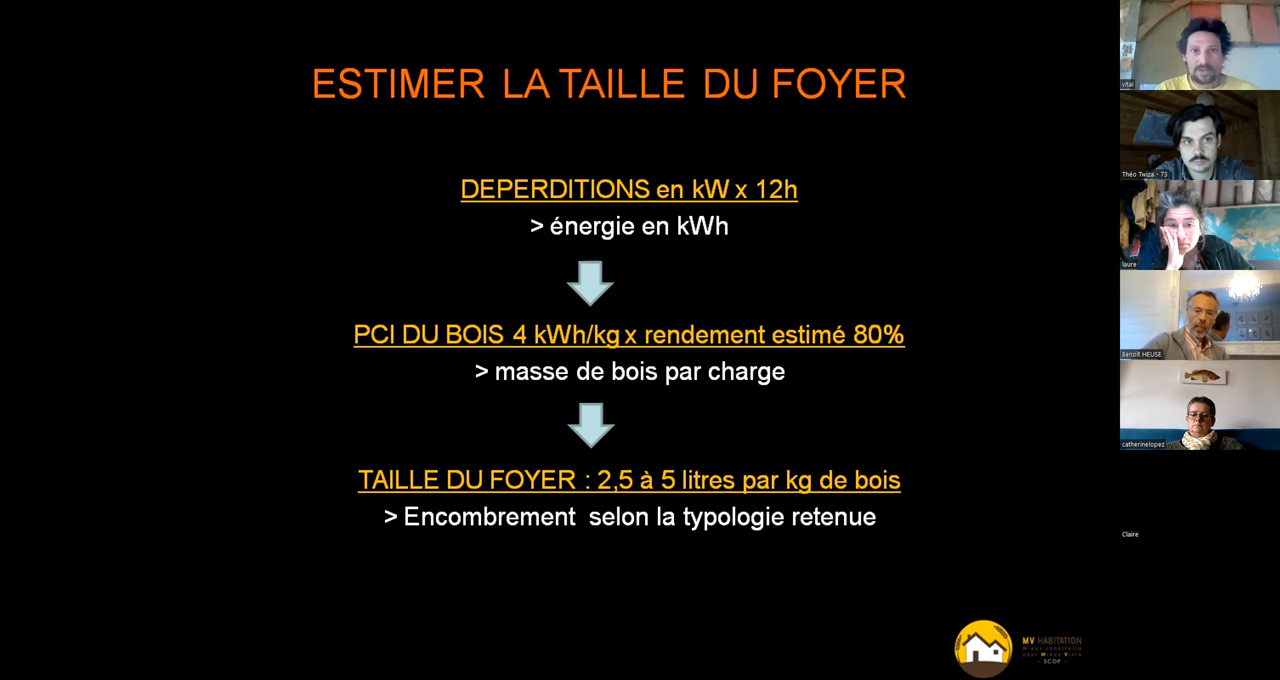 ESTIMER LA TAILLE DU FOYER
DEPERDITIONS en kW x 12h
> énergie en kWh
PCI DU BOIS 4 kWh/kg x rendement estimé 80%
> masse de bois par charge
TAILLE DU FOYER : 2,5 à 5 litres par kg de bois
> Encombrement selon la typologie retenue
MV HABITATION
Mieux construire
pour Mieux Vivre
- SCOP -
vital
Théo Twiza - 73
laure
Benoît HEUSE
catherinelopez
Claire